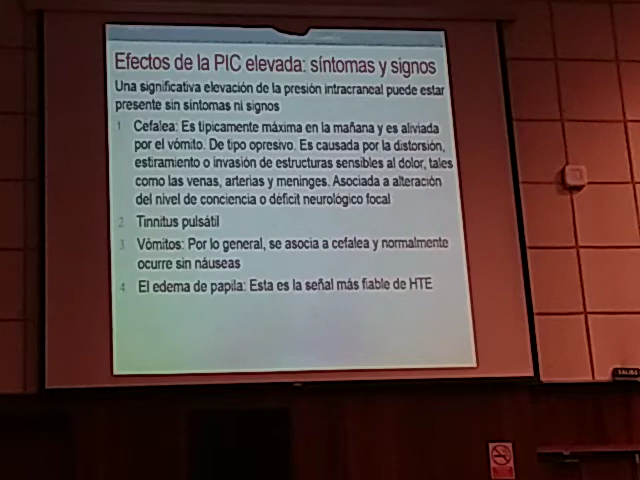 Efectos de la PIC elevada: síntomas y signos
Una significativa elevación de la presión intracraneal puede estar
presente sin sintomas ni signos
1 Cefalea: Es típicamente máxima en la mañana y es aliviada
por el vómito. De tipo opresivo. Es causada por la distorsión,
estiramiento o invasión de estructuras sensibles al dolor, tales
como las venas, arterias y meninges. Asociada a alteración
del nivel de conciencia o déficit neurológico focal
2 Tinnitus pulsátil
3 Vómitos: Por lo general, se asocia a cefalea y normalmente
ocurre sin náuseas
4 El edema de papila: Esta es la señal más fiable de HTE
SALIDA